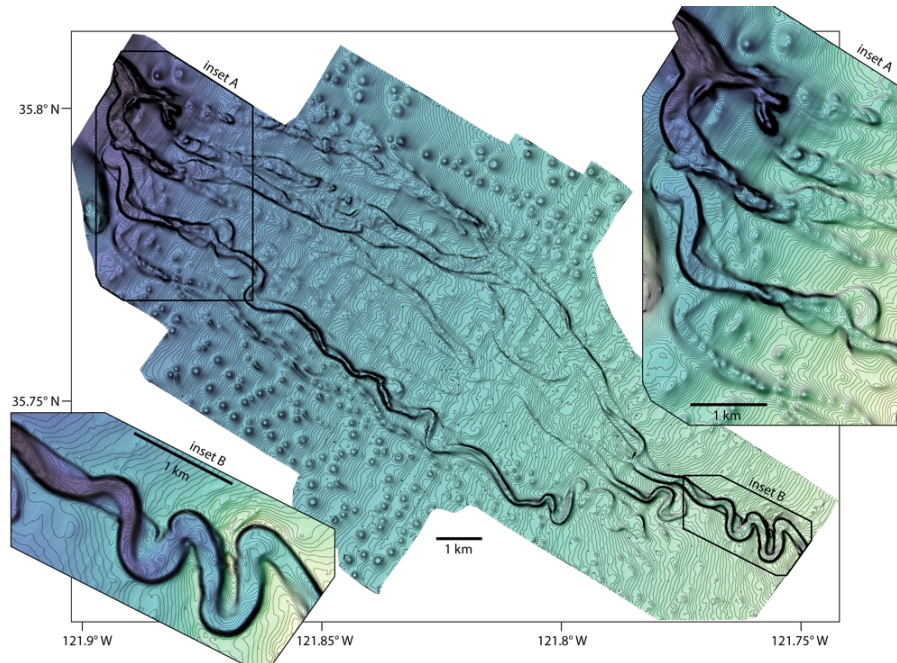 inset A
inset A
35.8° N
35.75° N
1 km
inset B
1 km
inset B
1 km
121.9° W
121.85° W
121.8° W
121.75° W